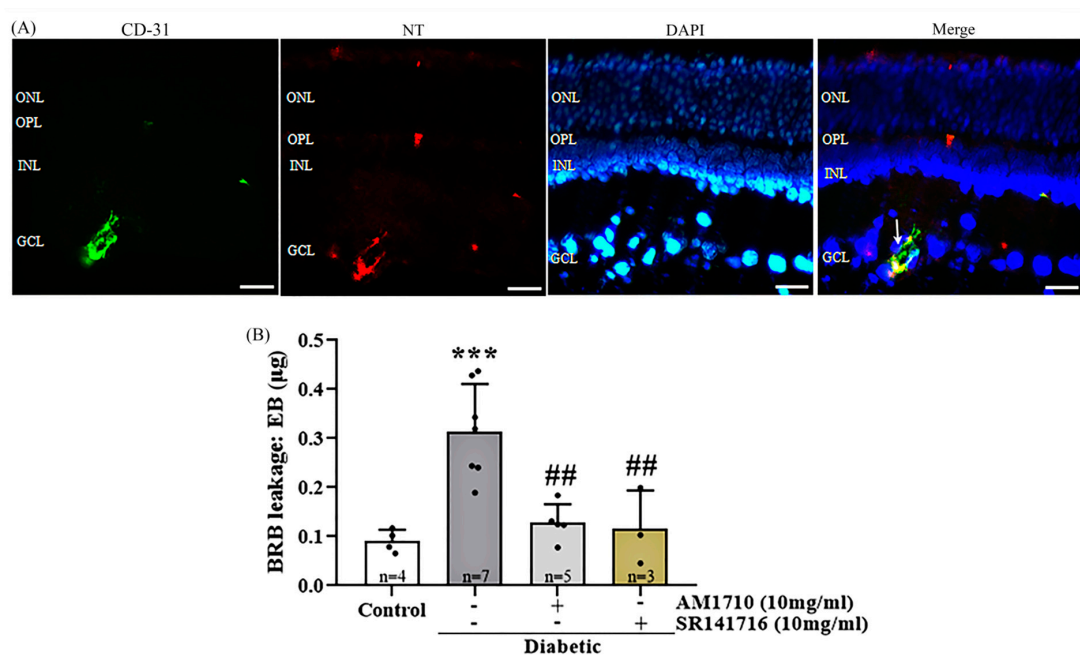 (A)
CD-31 NT DAPI Merge
ONL ONL ONL ONL
OPL OPL OPL OPL
INL INL INL INL
GCL GCL GCL GCL
(B)
BRB leakage: EB (µg)
0.5
0.4
0.3
0.2
0.1
0.0
***
##
##
n=4 n=7 n=5 n=3
Control - + - AM1710 (10mg/ml)
- - + SR141716 (10mg/ml)
Diabetic